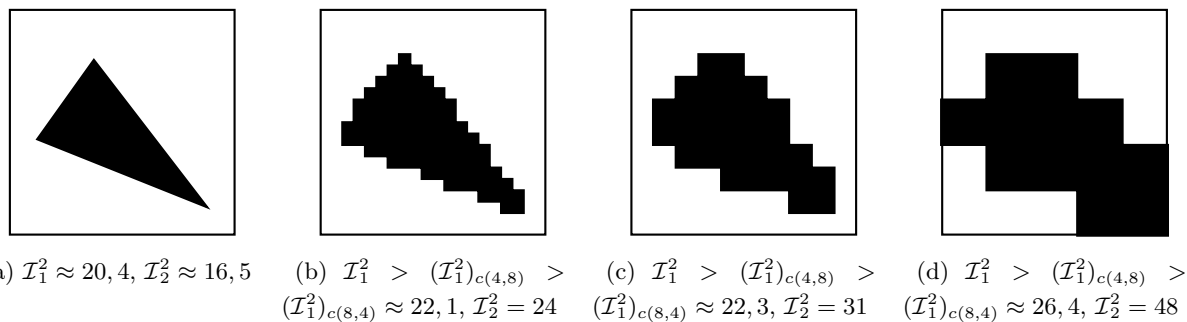 a) I₁² ≈ 20, 4, I₂² ≈ 16, 5
(b) I₁² > (I₁²)c(4,8) >
(I₁²)c(8,4) ≈ 22, 1, I₂² = 24
(c) I₁² > (I₁²)c(4,8) >
(I₁²)c(8,4) ≈ 22, 3, I₂² = 31
(d) I₁² > (I₁²)c(4,8) >
(I₁²)c(8,4) ≈ 26, 4, I₂² = 48